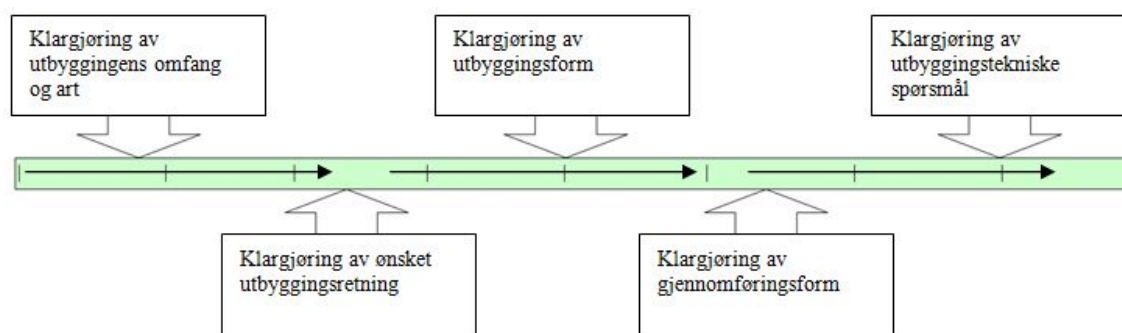 Klargjøring av
utbyggingens omfang
og art
Klargjøring av
utbyggingsform
Klargjøring av
utbyggingstekniske
spørsmål
Klargjøring av ønsket
utbyggingsretning
Klargjøring av
gjennomføringsform